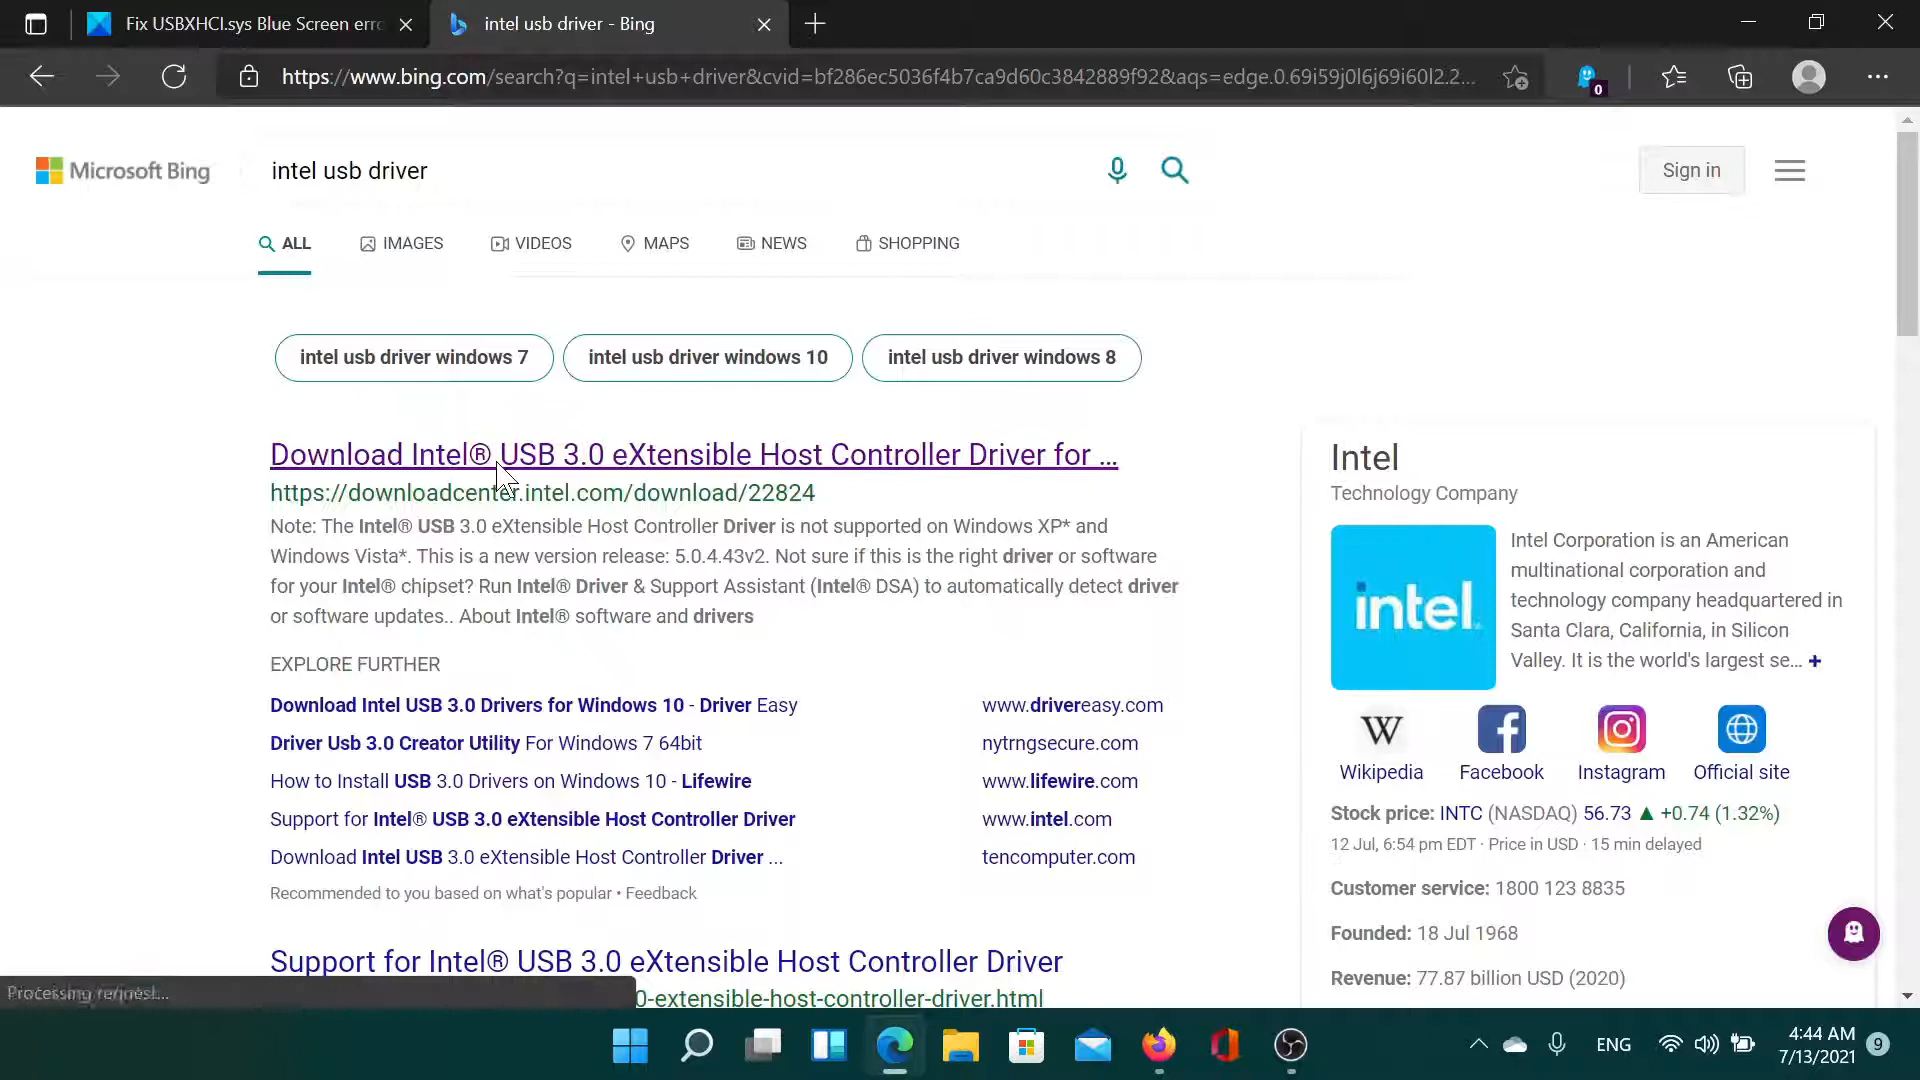 Fix USBXHCI.sys Blue Screen erro
intel usb driver - Bing
https://www.bing.com/search?q=intel+usb+driver&cvid=bf286ec5036f4b7ca9d60c3842889f92&aqs=edge.0.69i59j0l6j69i60l2.2...
0
Microsoft Bing
intel usb driver
Sign in
ALL
IMAGES
VIDEOS
MAPS
NEWS
SHOPPING
intel usb driver windows 7
intel usb driver windows 10
intel usb driver windows 8
Download Intel® USB 3.0 eXtensible Host Controller Driver for ...
https://downloadcenter.intel.com/download/22824
Note: The Intel® USB 3.0 eXtensible Host Controller Driver is not supported on Windows XP* and
Windows Vista*. This is a new version release: 5.0.4.43v2. Not sure if this is the right driver or software
for your Intel® chipset? Run Intel® Driver & Support Assistant (Intel® DSA) to automatically detect driver
or software updates.. About Intel® software and drivers
EXPLORE FURTHER
Download Intel USB 3.0 Drivers for Windows 10 - Driver Easy
www.drivereasy.com
Driver Usb 3.0 Creator Utility For Windows 7 64bit
nytrngsecure.com
How to Install USB 3.0 Drivers on Windows 10 - Lifewire
www.lifewire.com
Support for Intel® USB 3.0 eXtensible Host Controller Driver
www.intel.com
Download Intel USB 3.0 eXtensible Host Controller Driver ...
tencomputer.com
Recommended to you based on what's popular • Feedback
Support for Intel® USB 3.0 eXtensible Host Controller Driver
0-extensible-host-controller-driver.html
Intel
Technology Company
intel
Intel Corporation is an American
multinational corporation and
technology company headquartered in
Santa Clara, California, in Silicon
Valley. It is the world's largest se... +
W
Wikipedia
Facebook
Instagram
Official site
Stock price: INTC (NASDAQ) 56.73 ▲ +0.74 (1.32%)
12 Jul, 6:54 pm EDT · Price in USD · 15 min delayed
Customer service: 1800 123 8835
Founded: 18 Jul 1968
Revenue: 77.87 billion USD (2020)
Processing request...
ENG
4:44 AM
7/13/2021
9